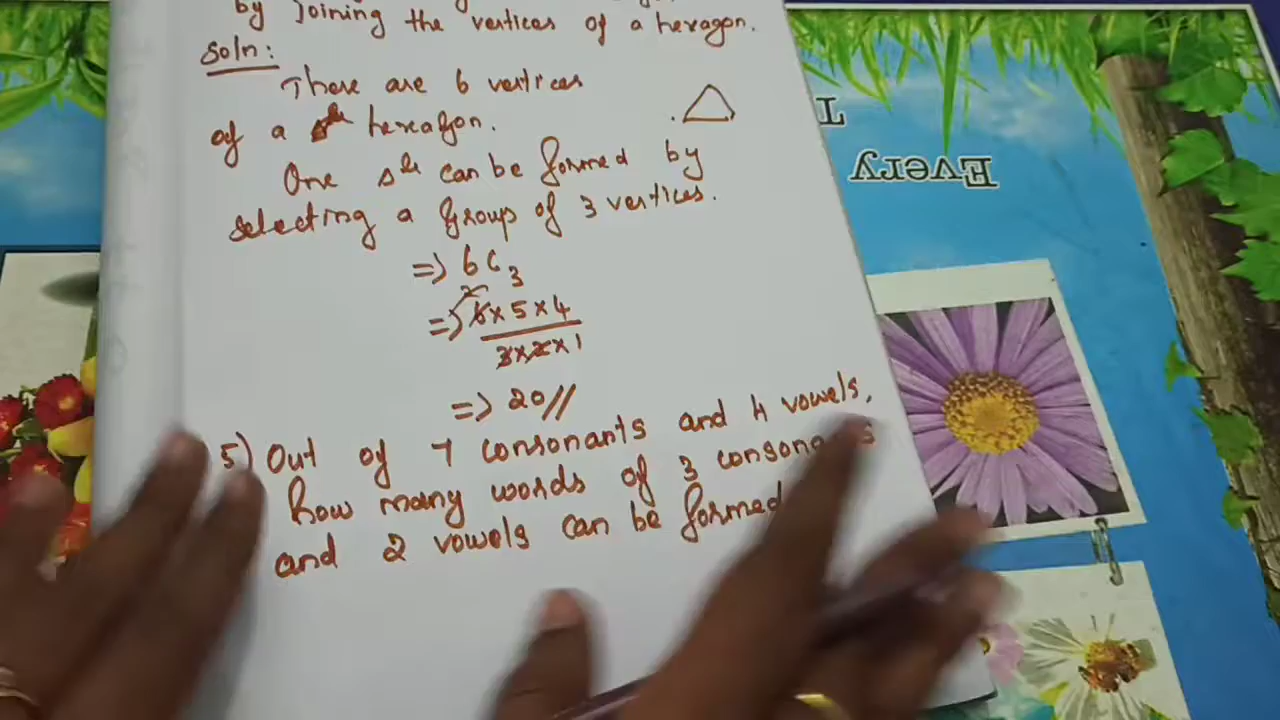 by joining the vertices of a hexagon.
Soln:
There are 6 vertices
of a hexagon.
One Δle can be formed by
selecting a group of 3 vertices.
=> 6C3
=> 6x5x4
3x2x1
=> 20//
5) Out of 7 consonants and 4 vowels,
how many words of 3 consonants
and 2 vowels can be formed
T
Every